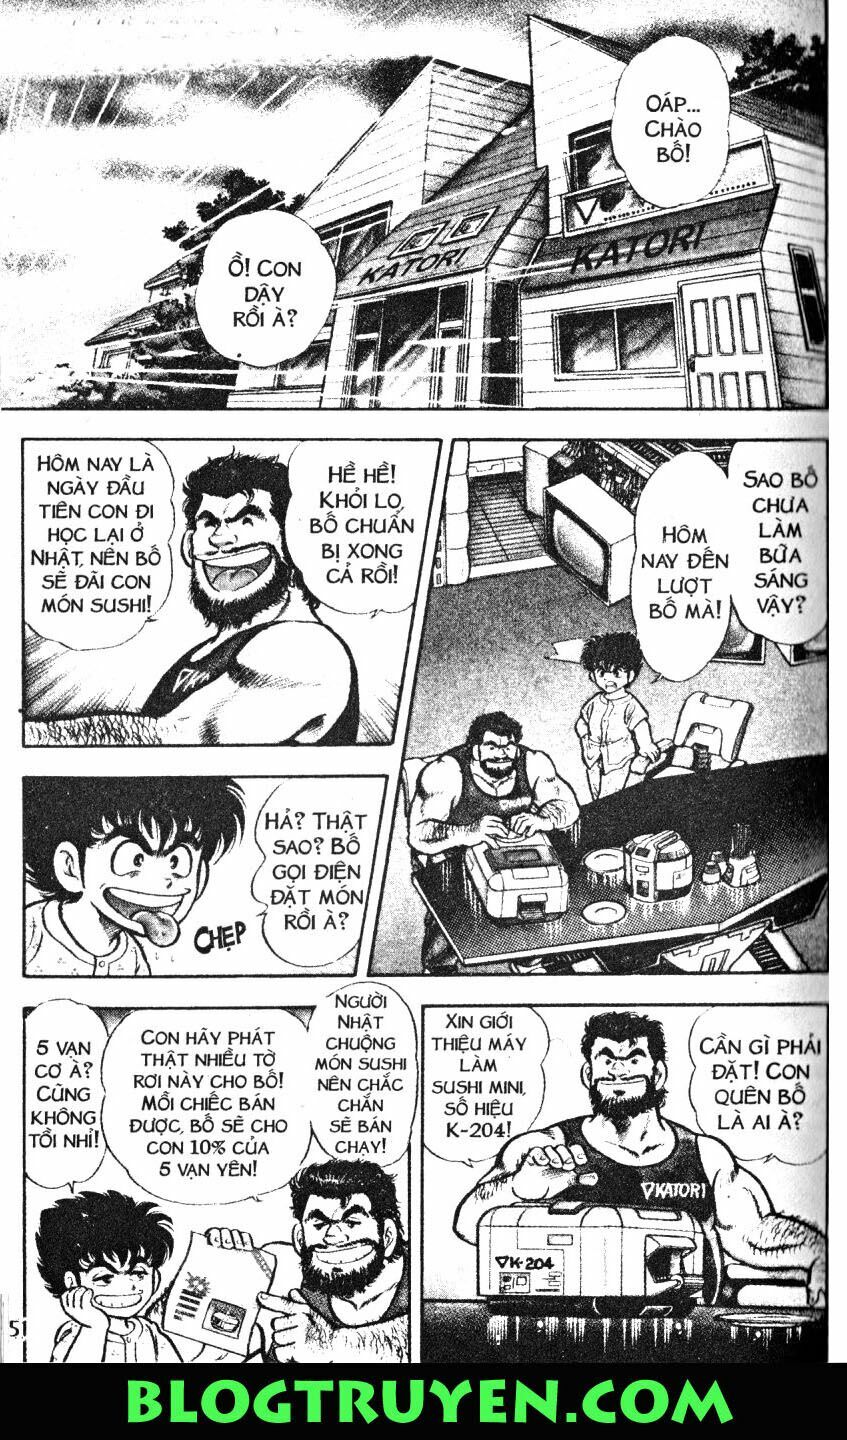 OÁP...
CHÀO
BỐ!
Ồ! CON
DẬY
RỒI À?
KATORI
KATORI
SAO BỐ
CHƯA
LÀM
BỮA
SÁNG
VẬY?
HÔM
NAY ĐẾN
LƯỢT
BỐ MÀ!
HỀ HỀ!
KHỎI LO,
BỐ CHUẨN
BỊ XONG
CẢ RỒI!
HÔM NAY LÀ
NGÀY ĐẦU
TIÊN CON ĐI
HỌC LẠI Ở
NHẬT, NÊN BỐ
SẼ ĐÃI CON
MÓN SUSHI!
HẢ? THẬT
SAO? BỐ
GỌI ĐIỆN
ĐẶT MÓN
RỒI À?
CHẸP
CẦN GÌ PHẢI
ĐẶT! CON
QUÊN BỐ
LÀ AI À?
XIN GIỚI
THIỆU MÁY
LÀM
SUSHI MINI,
SỐ HIỆU
K-204!
KATORI
K-204
NGƯỜI
NHẬT
CHUỘNG
MÓN SUSHI
NÊN CHẮC
CHẮN
SẼ BÁN
CHẠY!
CON HÃY PHÁT
THẬT NHIỀU TỜ
RƠI NÀY CHO BỐ!
MỖI CHIẾC BÁN
ĐƯỢC, BỐ SẼ CHO
CON 10% CỦA
5 VẠN YÊN!
5 VẠN
CƠ À?
CŨNG
KHÔNG
TỒI NHỈ!
5
BLOGTRUYEN.COM